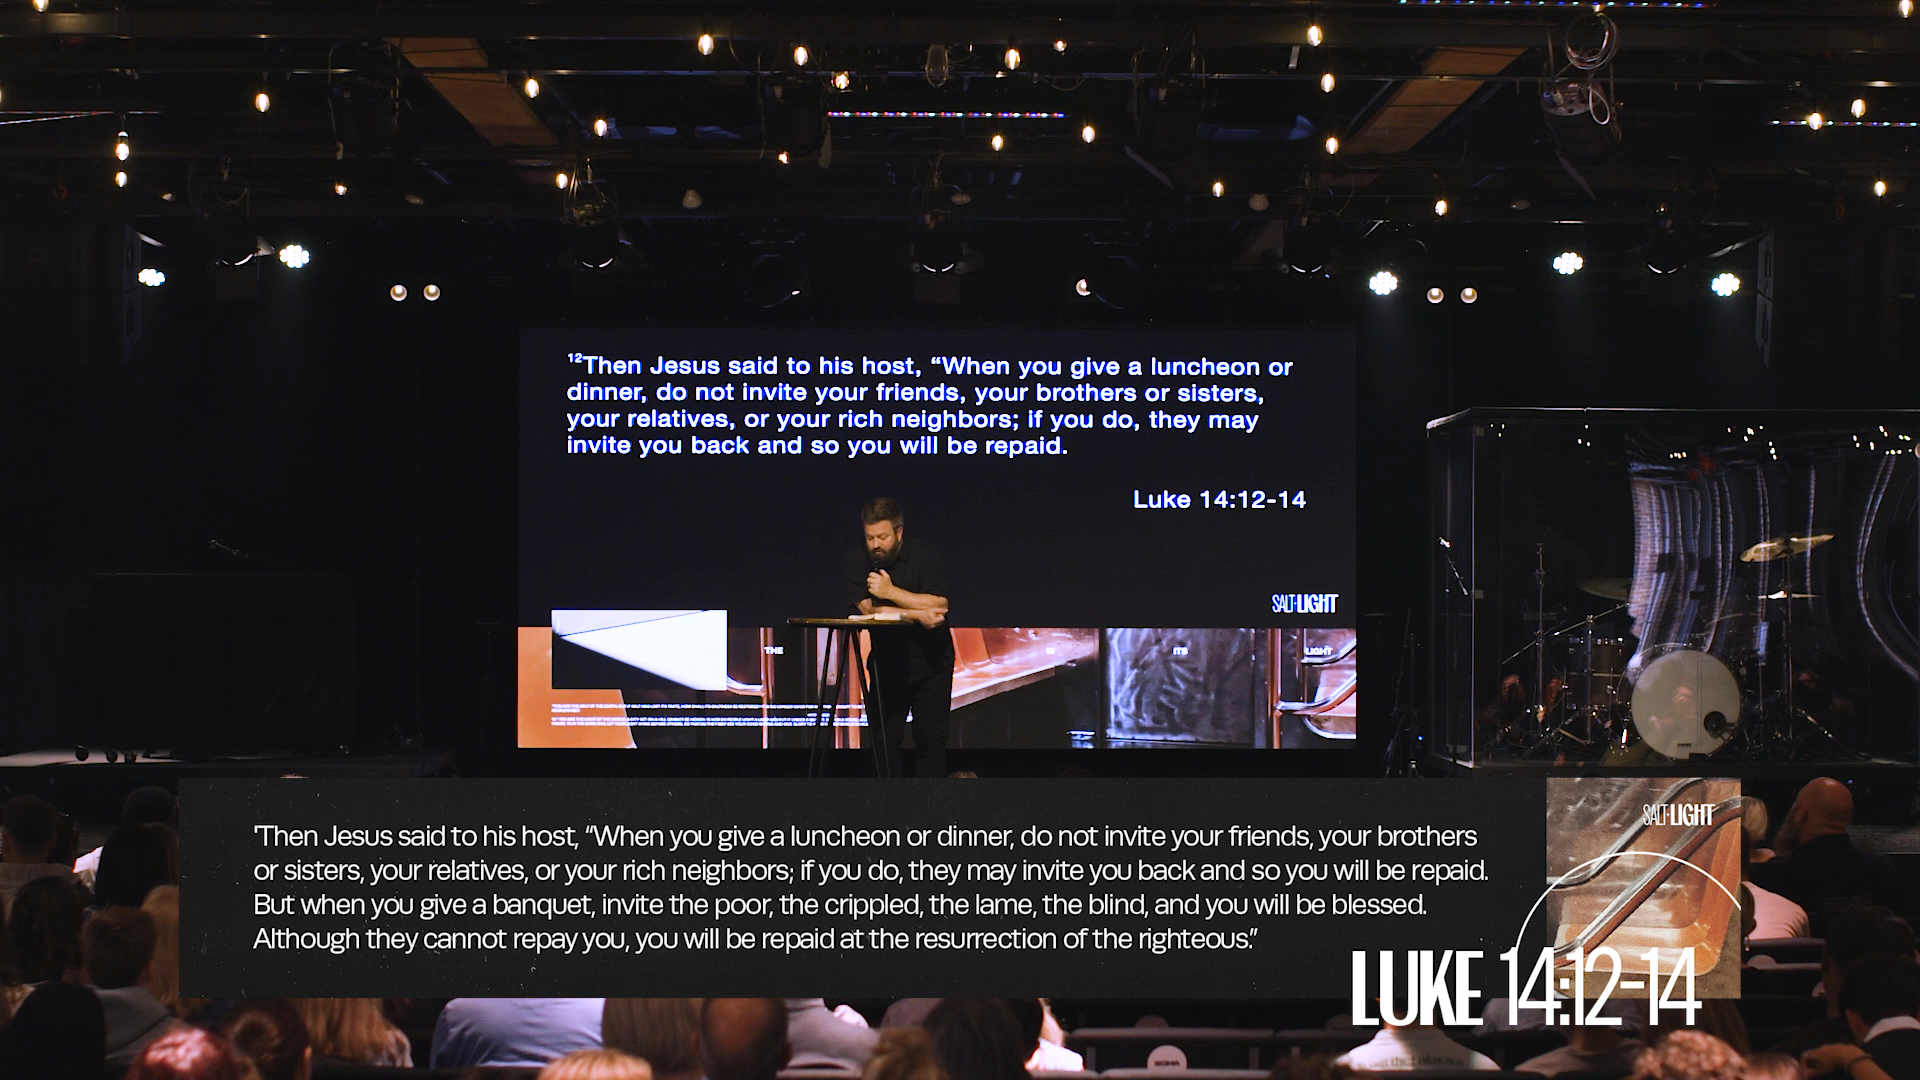 ¹²Then Jesus said to his host, “When you give a luncheon or
dinner, do not invite your friends, your brothers or sisters,
your relatives, or your rich neighbors; if you do, they may
invite you back and so you will be repaid.
Luke 14:12-14
SALT+LIGHT
THE
IS
ITS
LIGHT
'Then Jesus said to his host, “When you give a luncheon or dinner, do not invite your friends, your brothers
or sisters, your relatives, or your rich neighbors; if you do, they may invite you back and so you will be repaid.
But when you give a banquet, invite the poor, the crippled, the lame, the blind, and you will be blessed.
Although they cannot repay you, you will be repaid at the resurrection of the righteous.”
SALT+LIGHT
LUKE 14:12-14